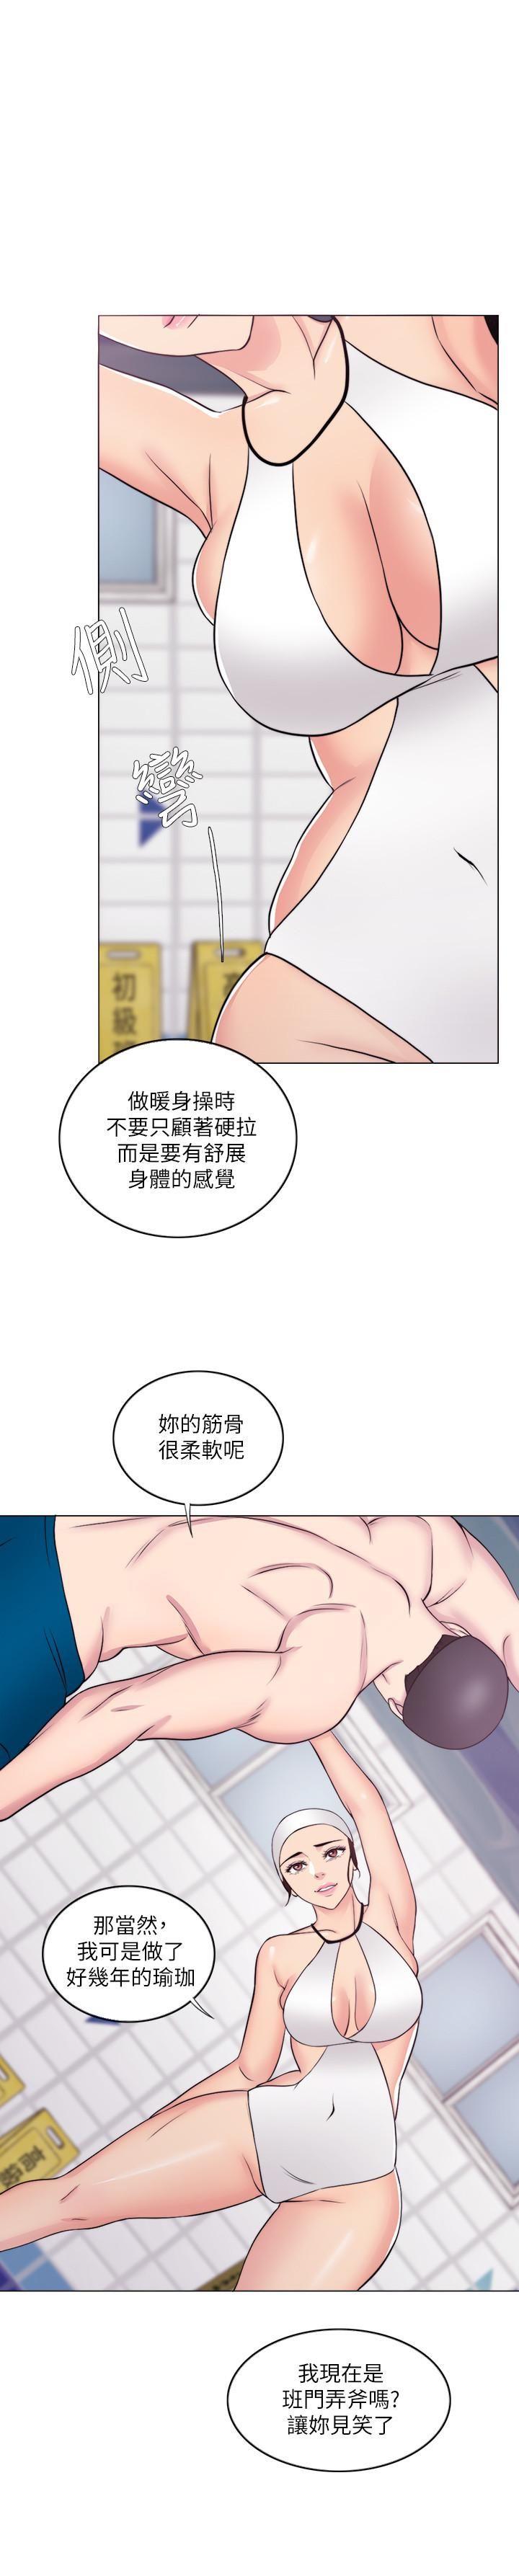 側
彎
初級
高
做暖身操時
不要只顧著硬拉
而是要有舒展
身體的感覺
妳的筋骨
很柔軟呢
那當然，
我可是做了
好幾年的瑜珈
高級
我現在是
班門弄斧嗎?
讓妳見笑了